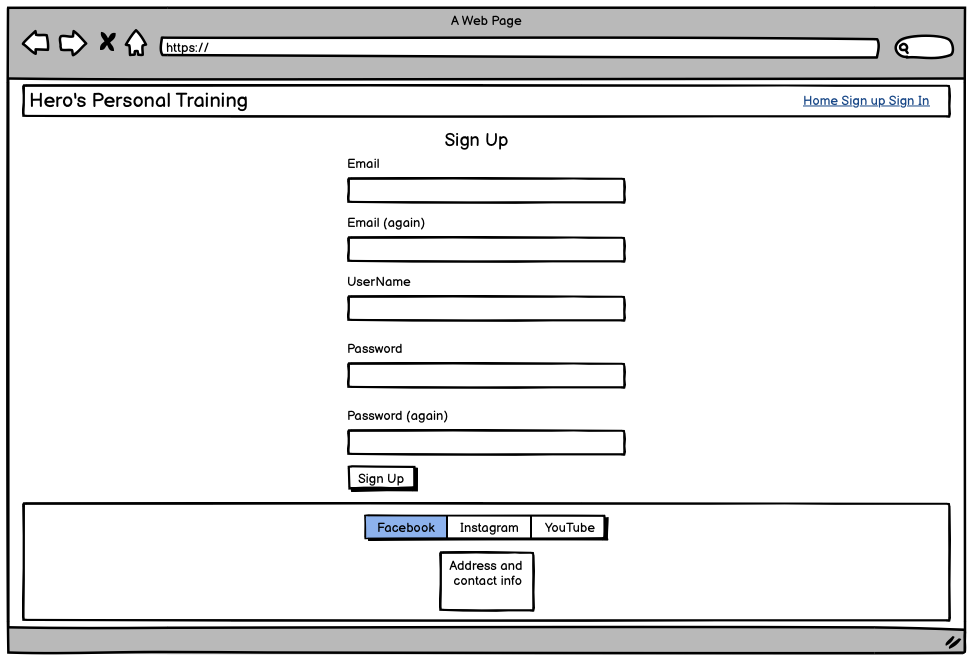 A Web Page
https://
Hero's Personal Training
Home Sign up Sign In
Sign Up
Email
Email (again)
UserName
Password
Password (again)
Sign Up
Facebook Instagram YouTube
Address and
contact info